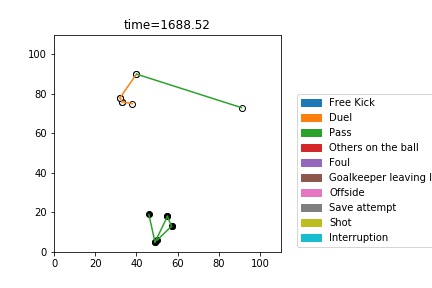 time=1688.52
100
80
60
40
20
0
0 20 40 60 80 100
Free Kick
Duel
Pass
Others on the ball
Foul
Goalkeeper leaving l
Offside
Save attempt
Shot
Interruption